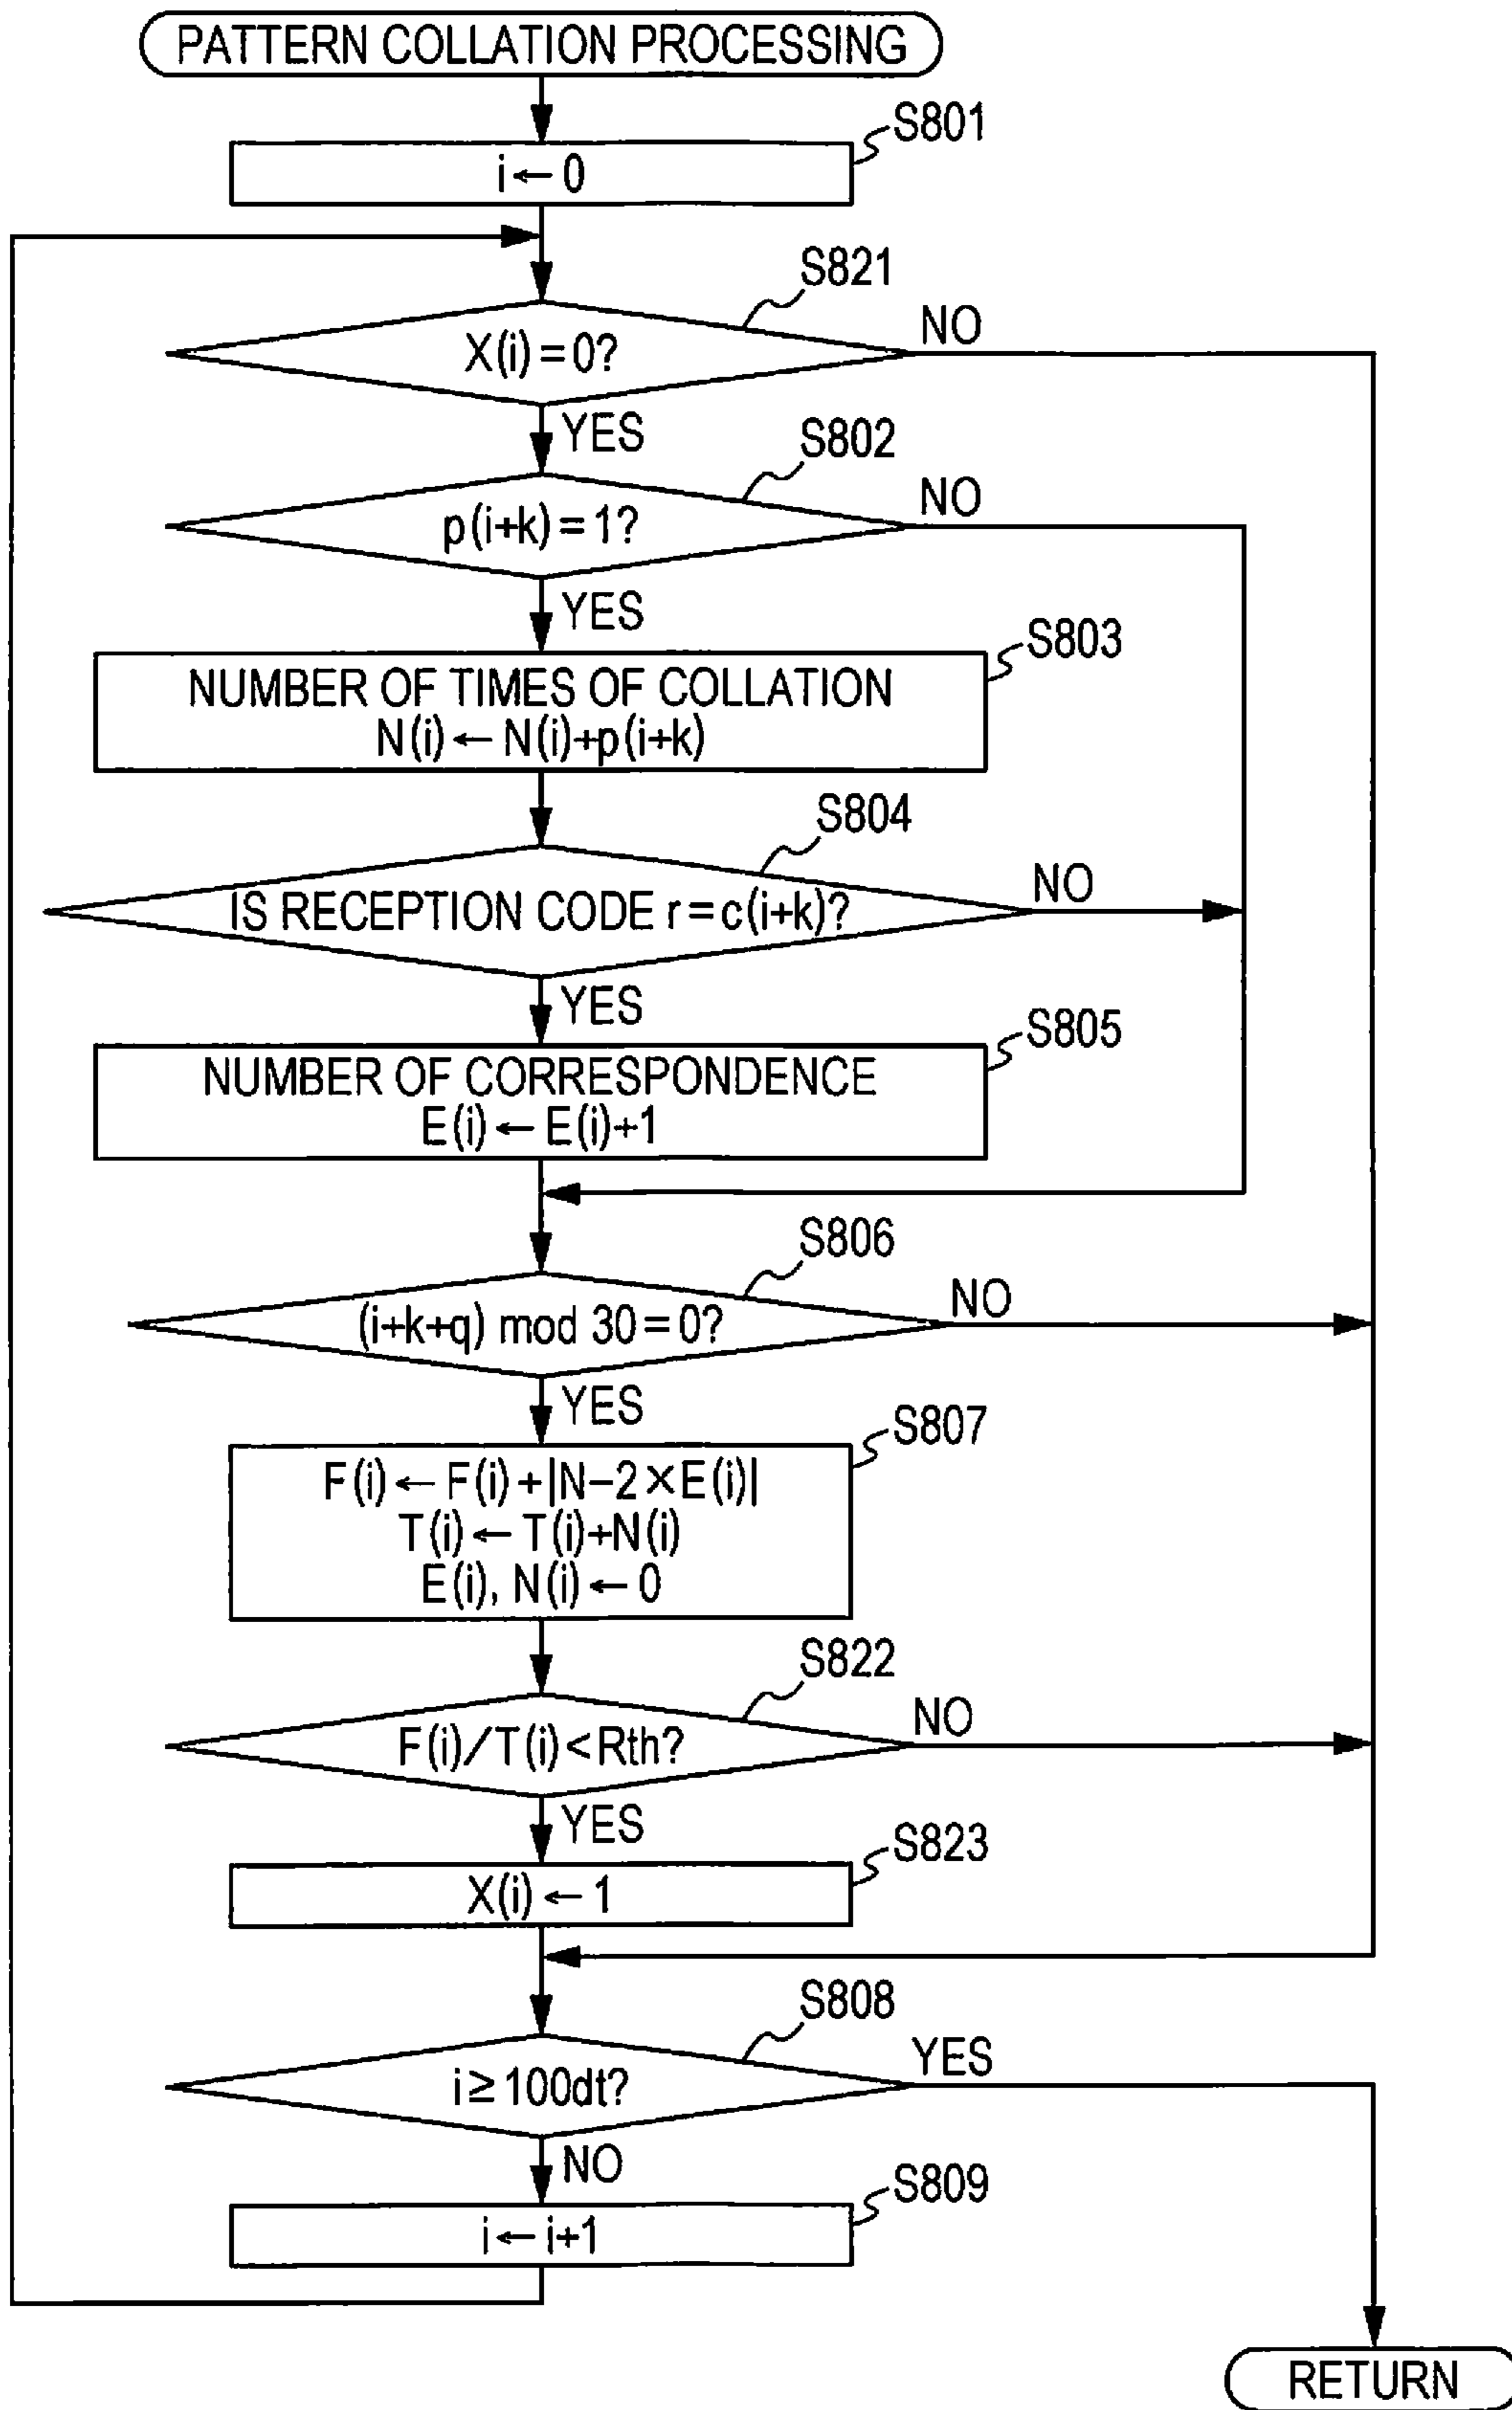 PATTERN COLLATION PROCESSING
S801
i ← 0
S821
X(i) = 0?
NO
YES
S802
p(i+k) = 1?
NO
YES
S803
NUMBER OF TIMES OF COLLATION
N(i) ← N(i)+p(i+k)
S804
IS RECEPTION CODE r = c(i+k)?
NO
YES
S805
NUMBER OF CORRESPONDENCE
E(i) ← E(i)+1
S806
(i+k+q) mod 30 = 0?
NO
YES
S807
F(i) ← F(i)+|N−2×E(i)|
T(i) ← T(i)+N(i)
E(i), N(i) ← 0
S822
F(i)/T(i) < Rth?
NO
YES
S823
X(i) ← 1
S808
i ≥ 100dt?
YES
NO
S809
i ← i+1
RETURN